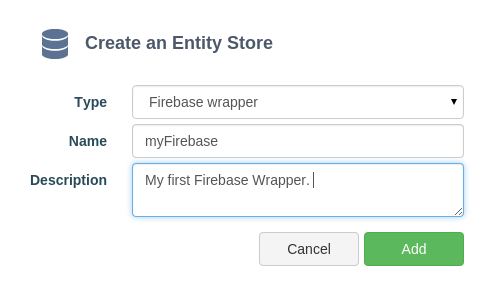 Create an Entity Store
Type Firebase wrapper
Name myFirebase
Description My first Firebase Wrapper.
Cancel Add